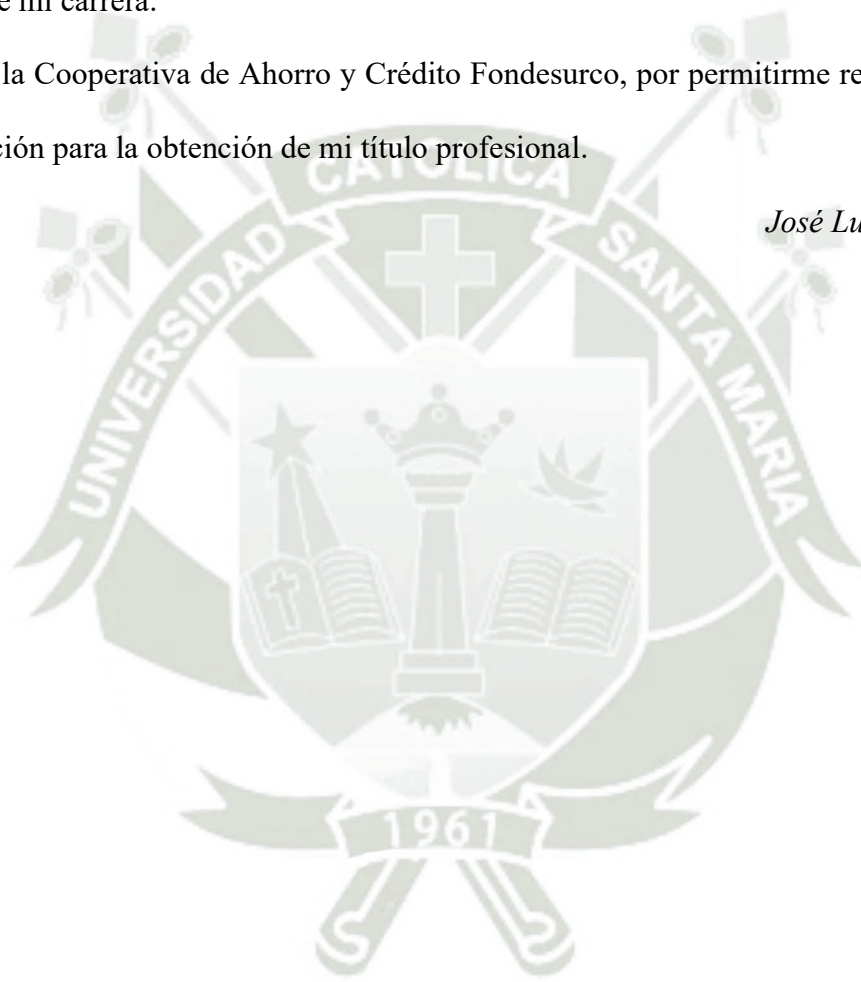 e mi carrera.
la Cooperativa de Ahorro y Crédito Fondesurco, por permitirme re
ción para la obtención de mi título profesional.
José Lu
CATOLICA
UNIVERSIDAD
SANTA MARIA
1961